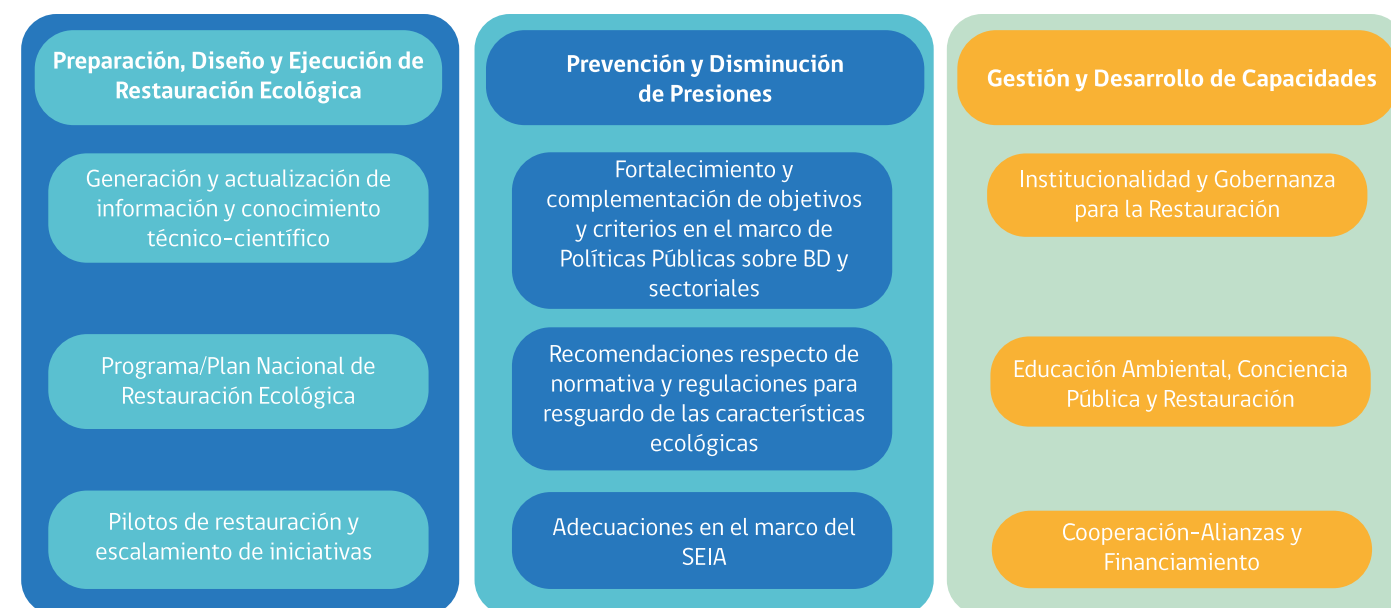 Preparación, Diseño y Ejecución de
Restauración Ecológica
Generación y actualización de
información y conocimiento
técnico-científico
Programa/Plan Nacional de
Restauración Ecológica
Pilotos de restauración y
escalamiento de iniciativas
Prevención y Disminución
de Presiones
Fortalecimiento y
complementación de objetivos
y criterios en el marco de
Políticas Públicas sobre BD y
sectoriales
Recomendaciones respecto de
normativa y regulaciones para
resguardo de las características
ecológicas
Adecuaciones en el marco del
SEIA
Gestión y Desarrollo de Capacidades
Institucionalidad y Gobernanza
para la Restauración
Educación Ambiental, Conciencia
Pública y Restauración
Cooperación-Alianzas y
Financiamiento